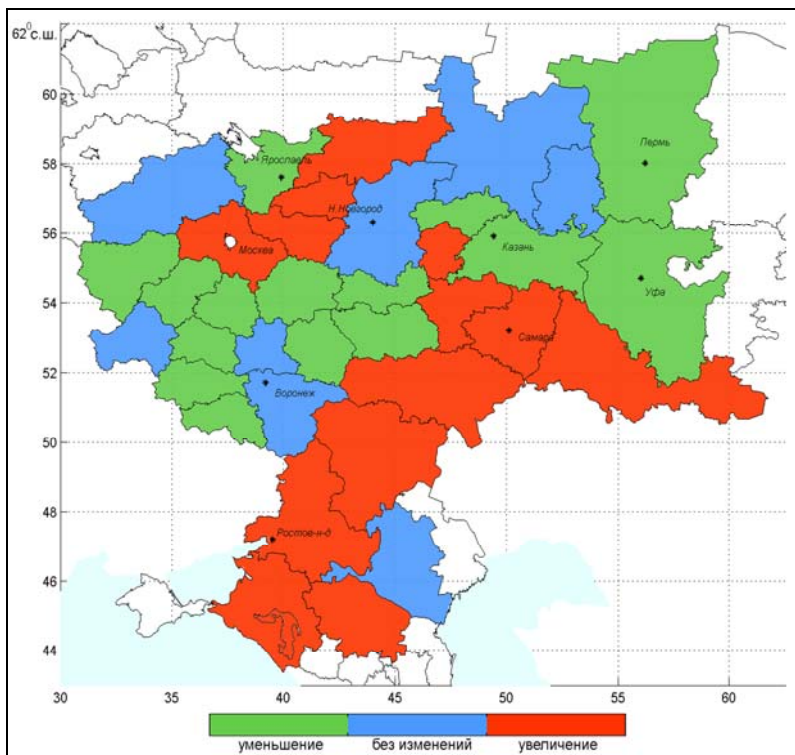 62⁰с.ш.
60
Пермь
58
Ярославль
Н.Новгород
56
Москва
Казань
Уфа
54
Самара
52
Воронеж
50
48
Ростов-н-д
46
44
30 35 40 45 50 55 60
уменьшение без изменений увеличение